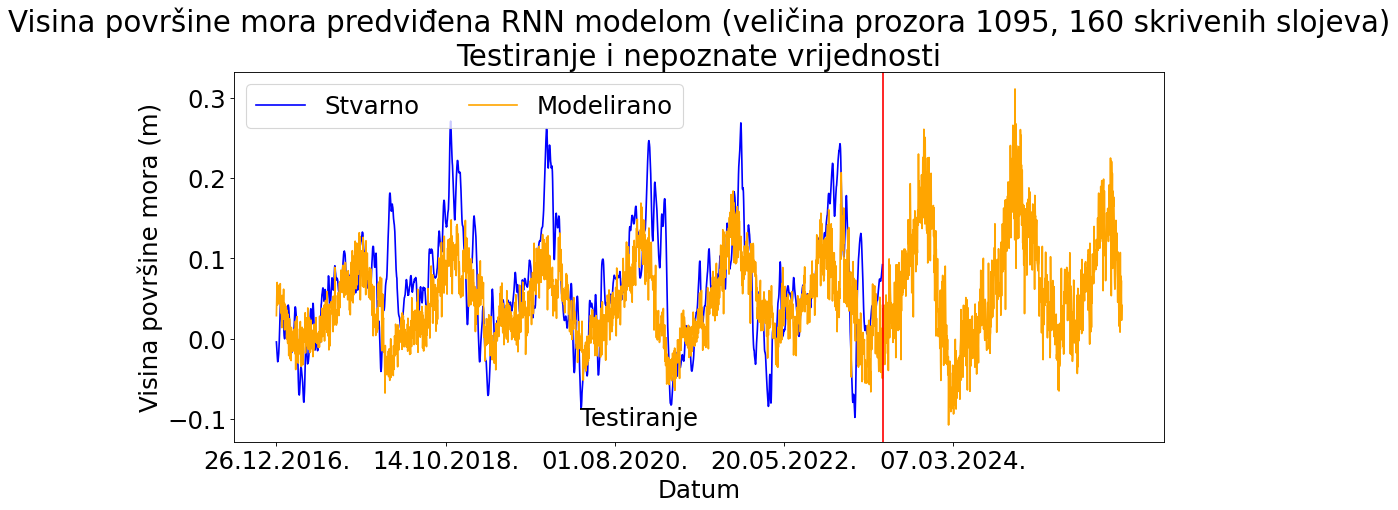 Visina površine mora predviđena RNN modelom (veličina prozora 1095, 160 skrivenih slojeva)
Testiranje i nepoznate vrijednosti
Stvarno Modelirano
Visina površine mora (m)
0.3
0.2
0.1
0.0
−0.1
Testiranje
26.12.2016. 14.10.2018. 01.08.2020. 20.05.2022. 07.03.2024.
Datum